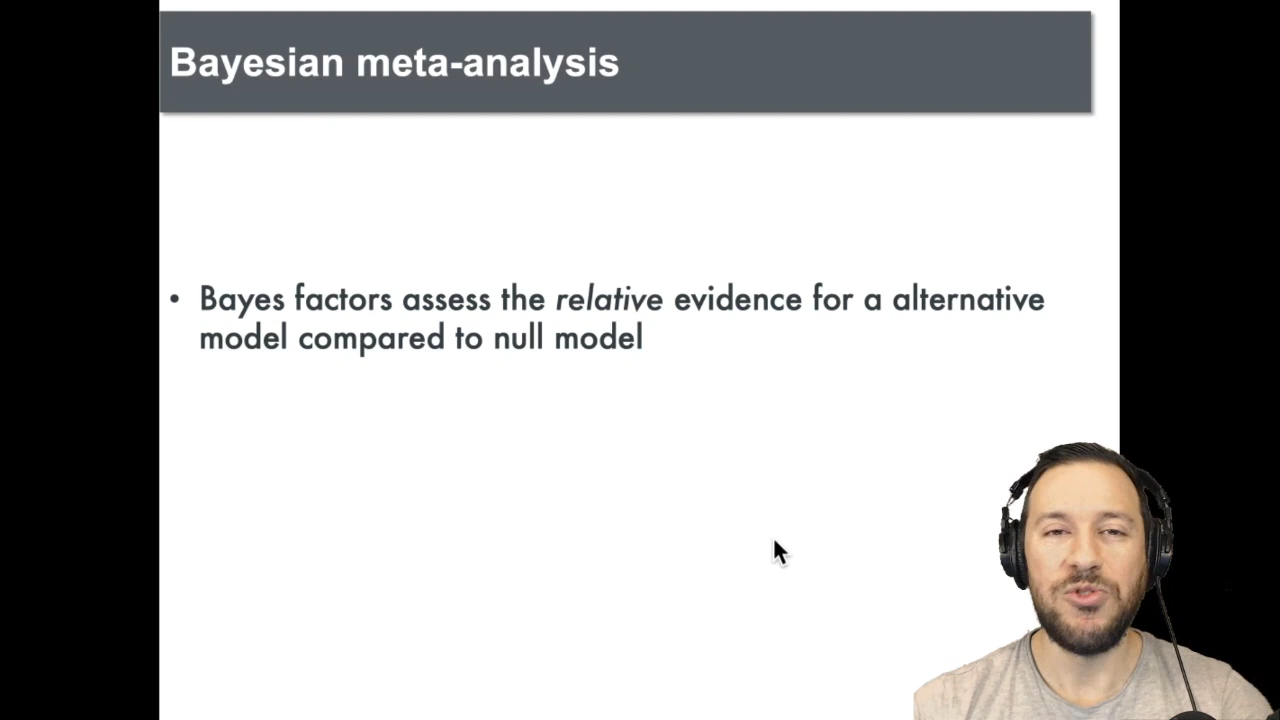 Bayesian meta-analysis
• Bayes factors assess the relative evidence for a alternative
model compared to null model